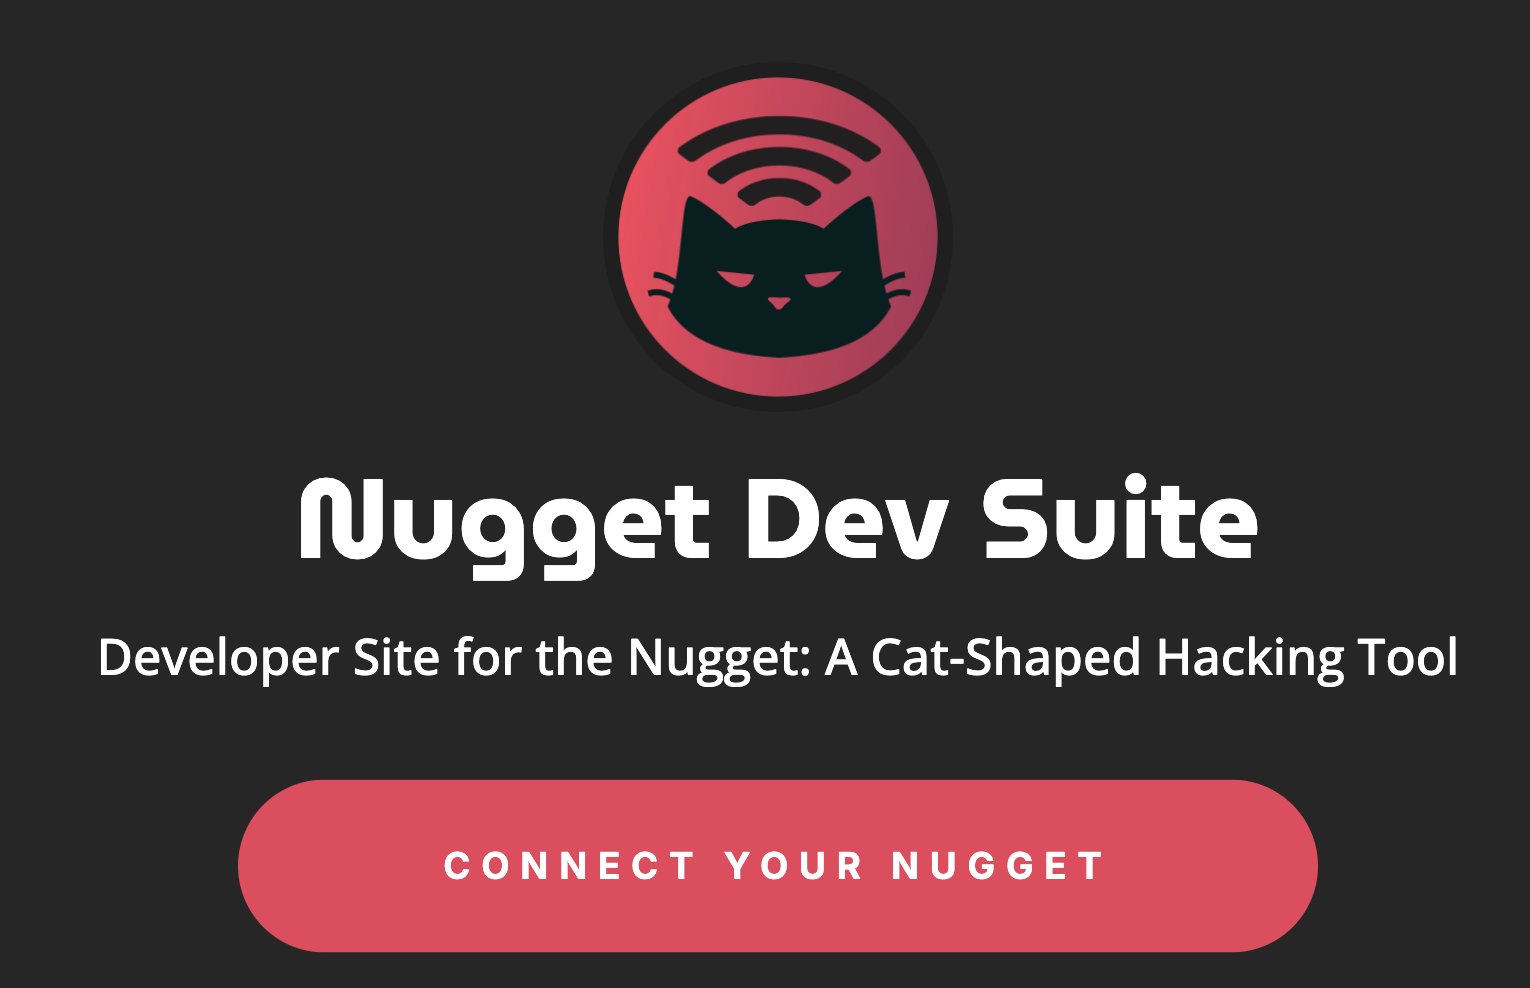 Nugget Dev Suite
Developer Site for the Nugget: A Cat-Shaped Hacking Tool
CONNECT YOUR NUGGET